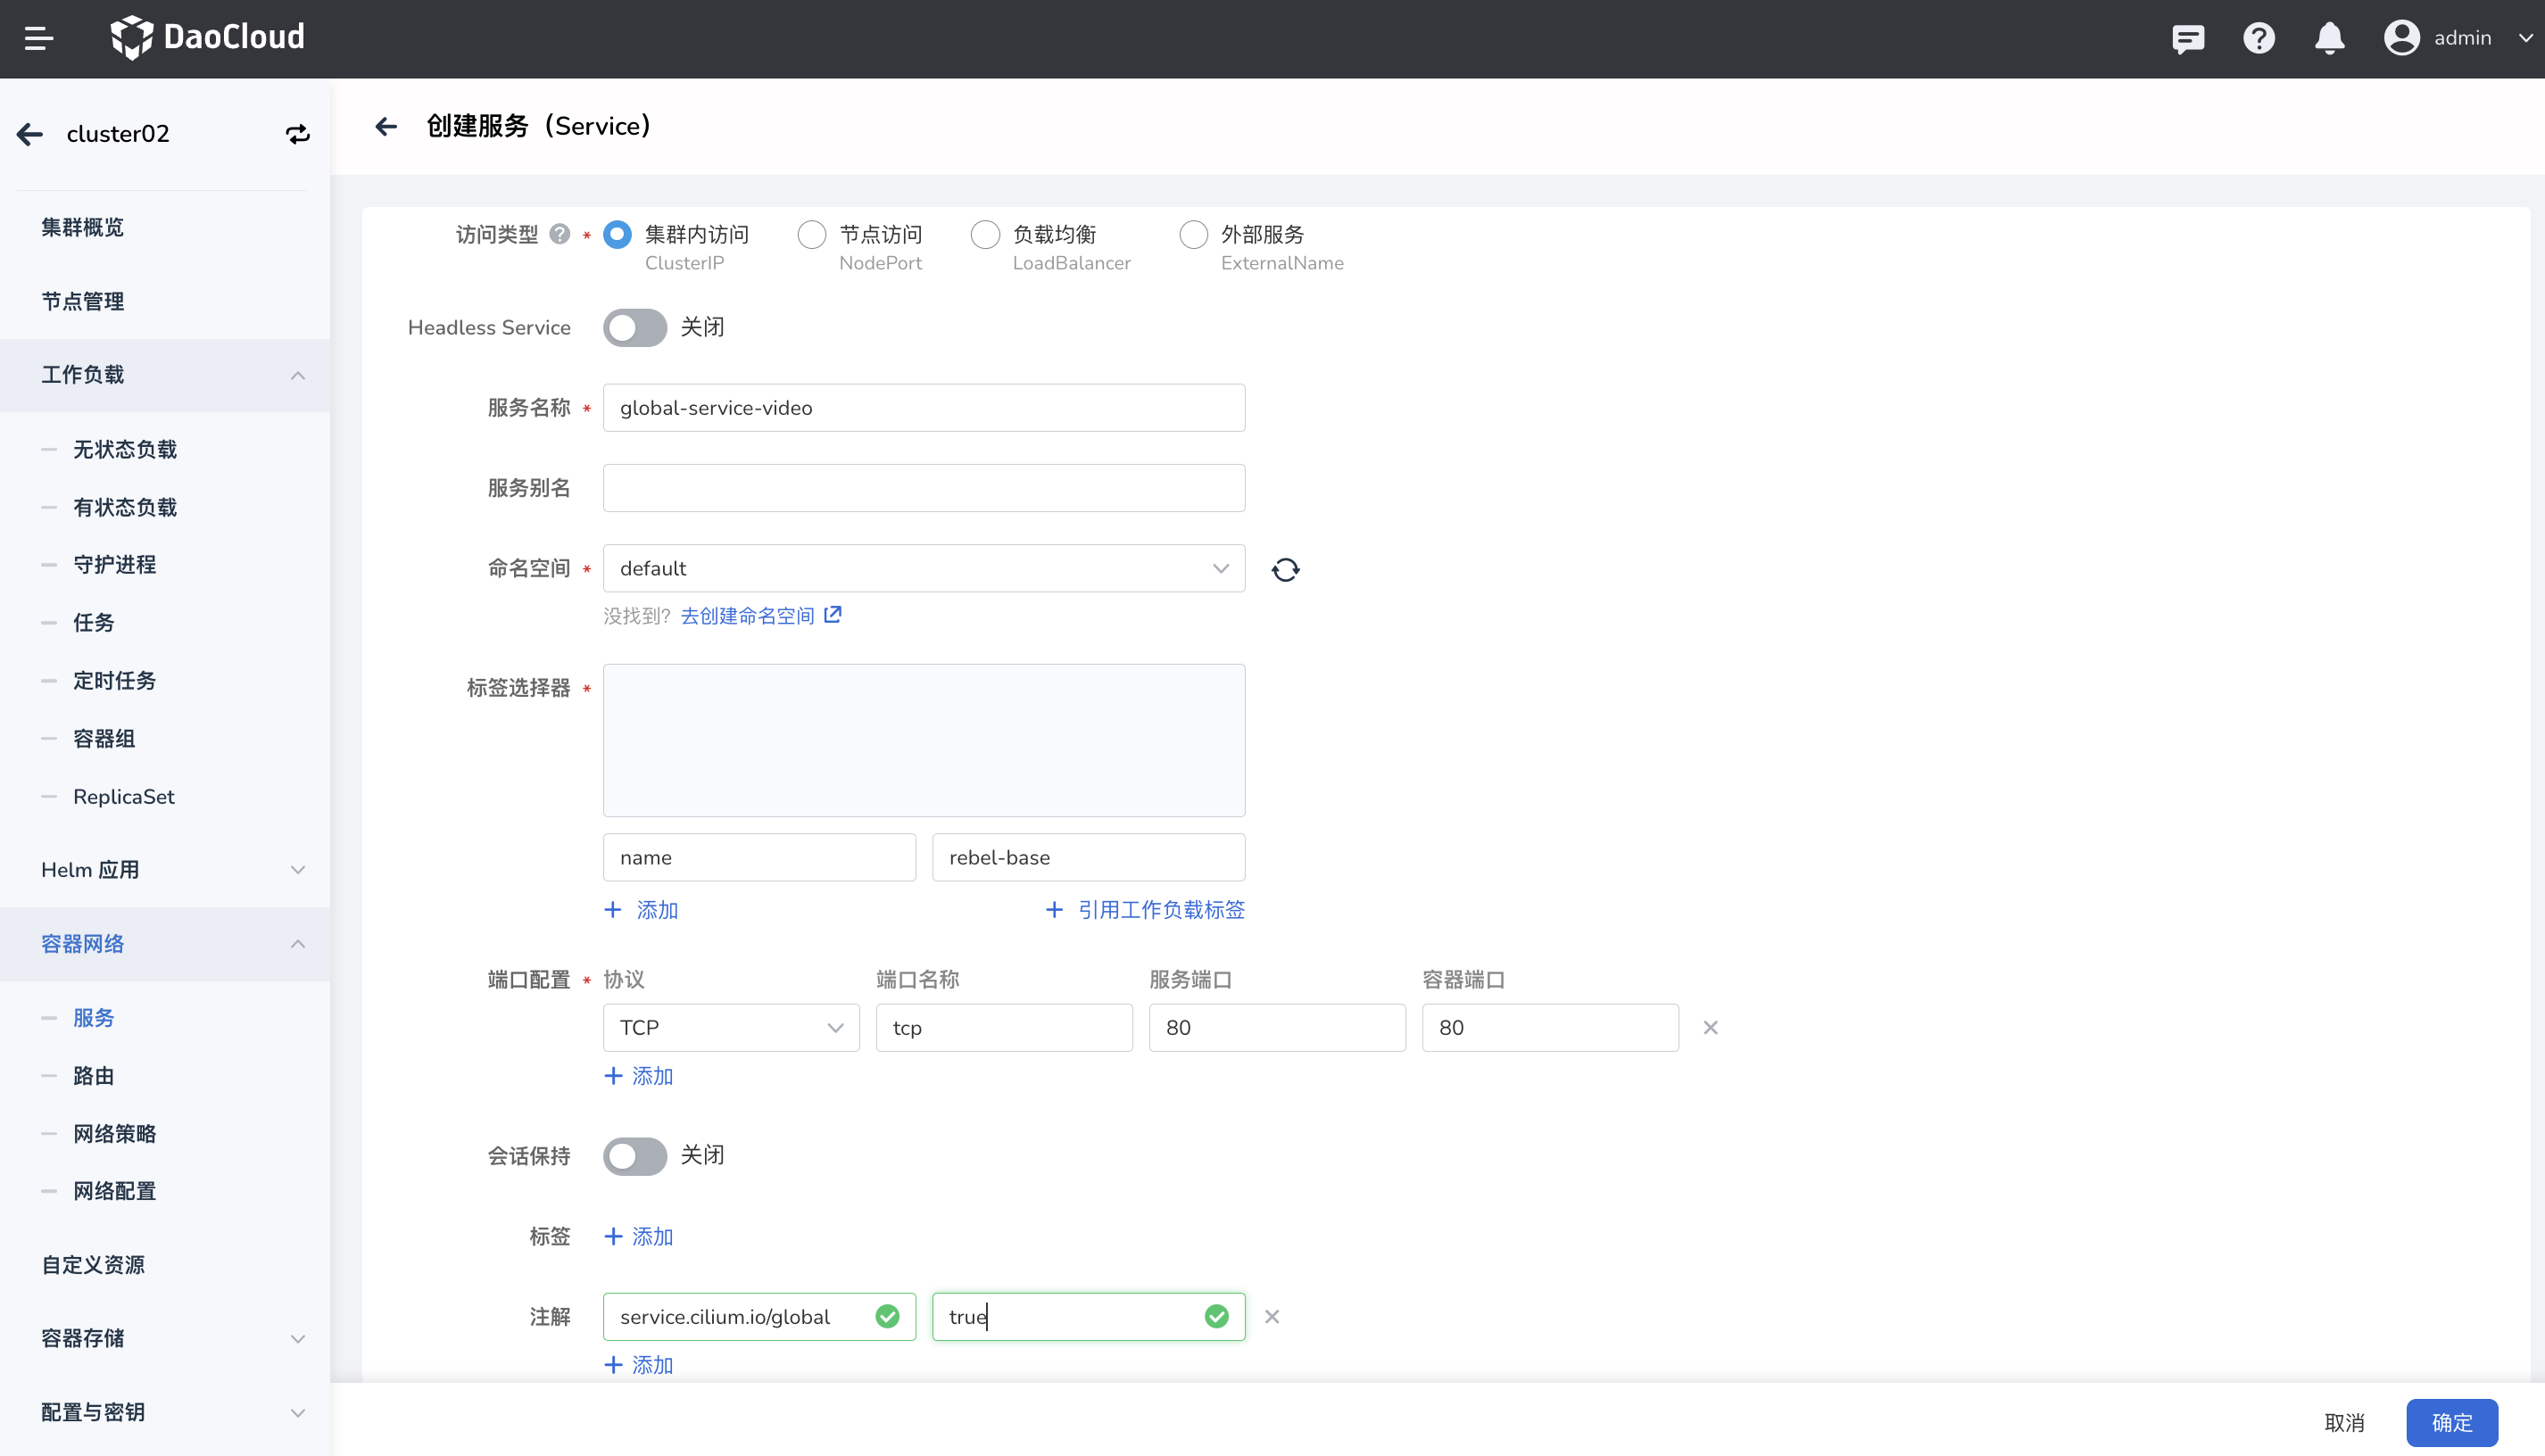 DaoCloud
admin
cluster02
集群概览
节点管理
工作负载
无状态负载
有状态负载
守护进程
任务
定时任务
容器组
ReplicaSet
Helm 应用
容器网络
服务
路由
网络策略
网络配置
自定义资源
容器存储
配置与密钥
创建服务（Service）
访问类型 ? * 集群内访问 节点访问 负载均衡 外部服务
ClusterIP NodePort LoadBalancer ExternalName
Headless Service 关闭
服务名称 * global-service-video
服务别名
命名空间 * default
没找到? 去创建命名空间
标签选择器 *
name rebel-base
+ 添加 + 引用工作负载标签
端口配置 * 协议 端口名称 服务端口 容器端口
TCP tcp 80 80
+ 添加
会话保持 关闭
标签 + 添加
注解 service.cilium.io/global true
+ 添加
取消 确定